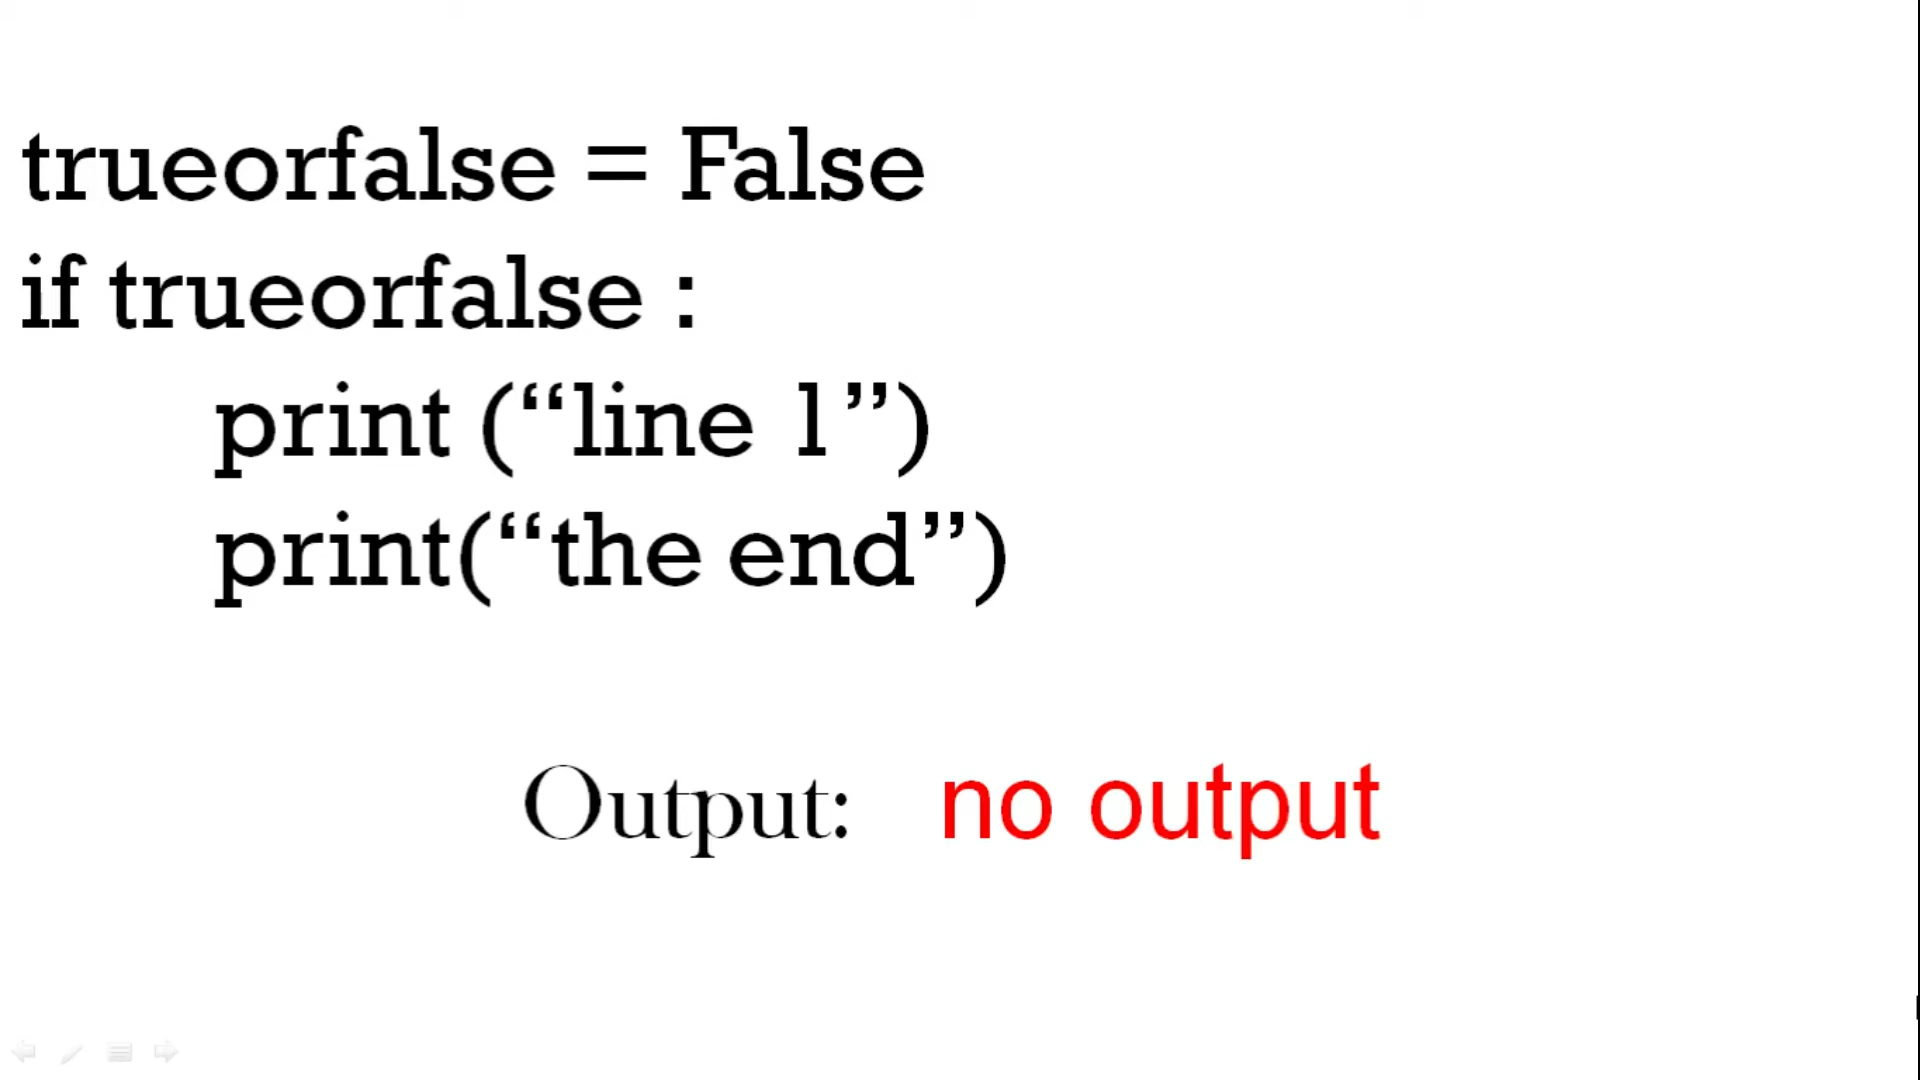 trueorfalse = False
if trueorfalse :
print (“line 1”)
print(“the end”)
Output: no output